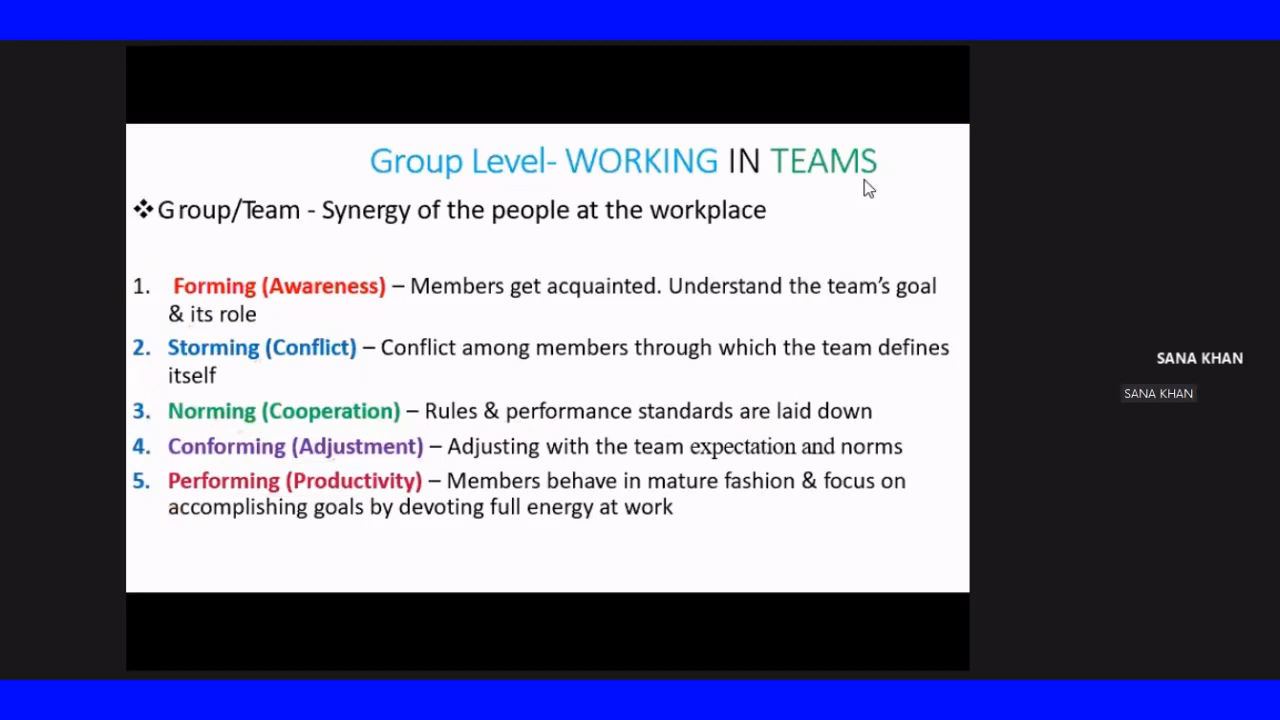 Group Level- WORKING IN TEAMS
❖Group/Team - Synergy of the people at the workplace
1. Forming (Awareness) – Members get acquainted. Understand the team's goal
& its role
2. Storming (Conflict) – Conflict among members through which the team defines
itself
3. Norming (Cooperation) – Rules & performance standards are laid down
4. Conforming (Adjustment) – Adjusting with the team expectation and norms
5. Performing (Productivity) – Members behave in mature fashion & focus on
accomplishing goals by devoting full energy at work
SANA KHAN
SANA KHAN